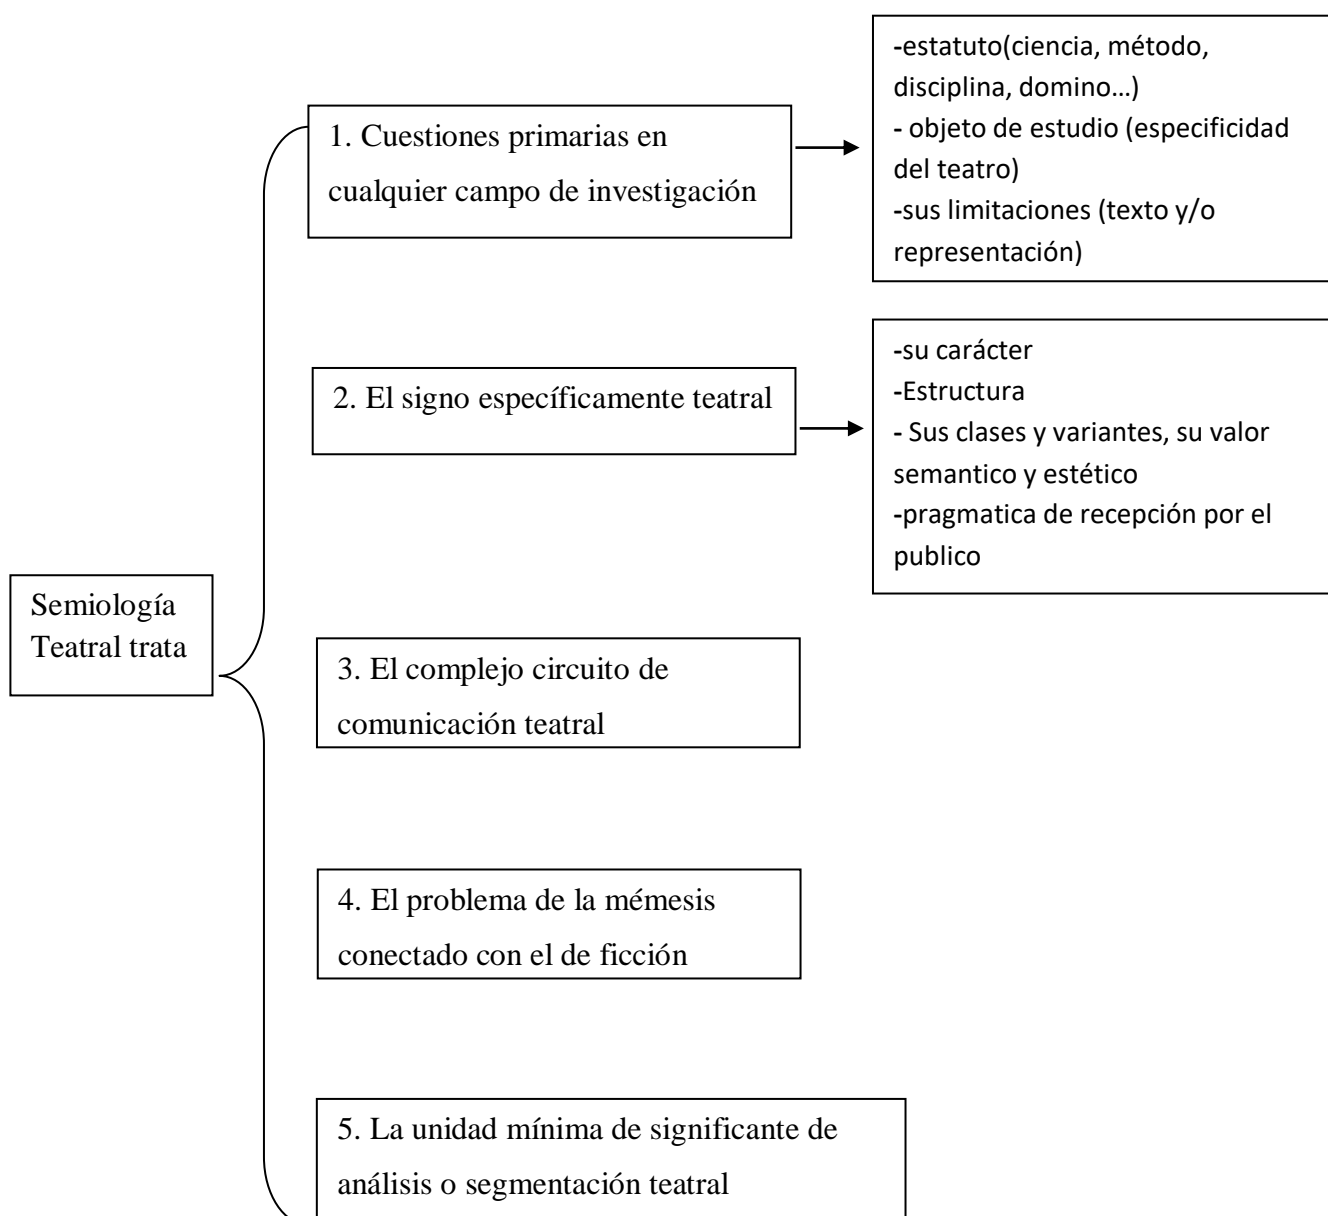 Semiología
Teatral trata
1. Cuestiones primarias en
cualquier campo de investigación
-estatuto(ciencia, método,
disciplina, domino…)
- objeto de estudio (especificidad
del teatro)
-sus limitaciones (texto y/o
representación)
2. El signo específicamente teatral
-su carácter
-Estructura
- Sus clases y variantes, su valor
semantico y estético
-pragmatica de recepción por el
publico
3. El complejo circuito de
comunicación teatral
4. El problema de la mémesis
conectado con el de ficción
5. La unidad mínima de significante de
análisis o segmentación teatral